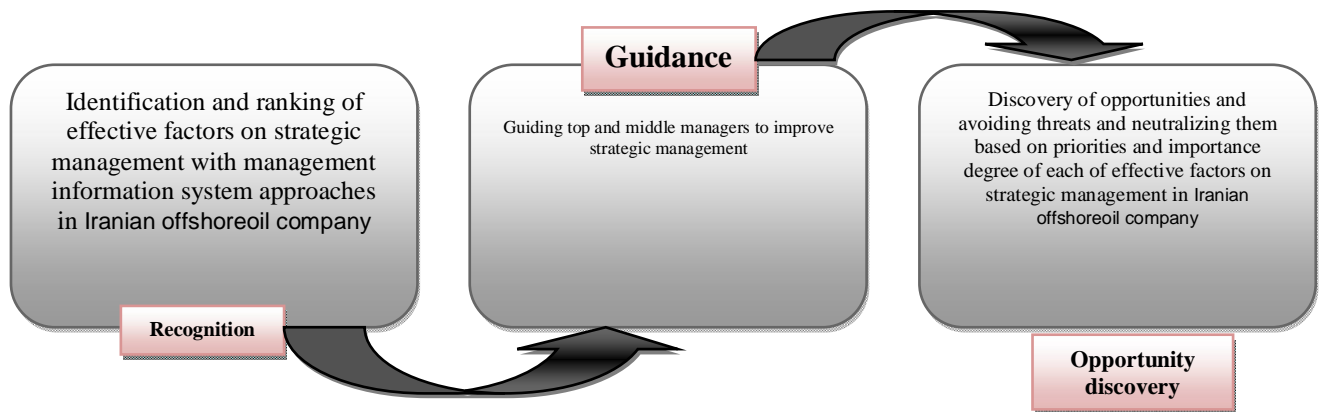 Identification and ranking of
effective factors on strategic
management with management
information system approaches
in Iranian offshoreoil company
Recognition
Guidance
Guiding top and middle managers to improve
strategic management
Discovery of opportunities and
avoiding threats and neutralizing them
based on priorities and importance
degree of each of effective factors on
strategic management in Iranian
offshoreoil company
Opportunity
discovery